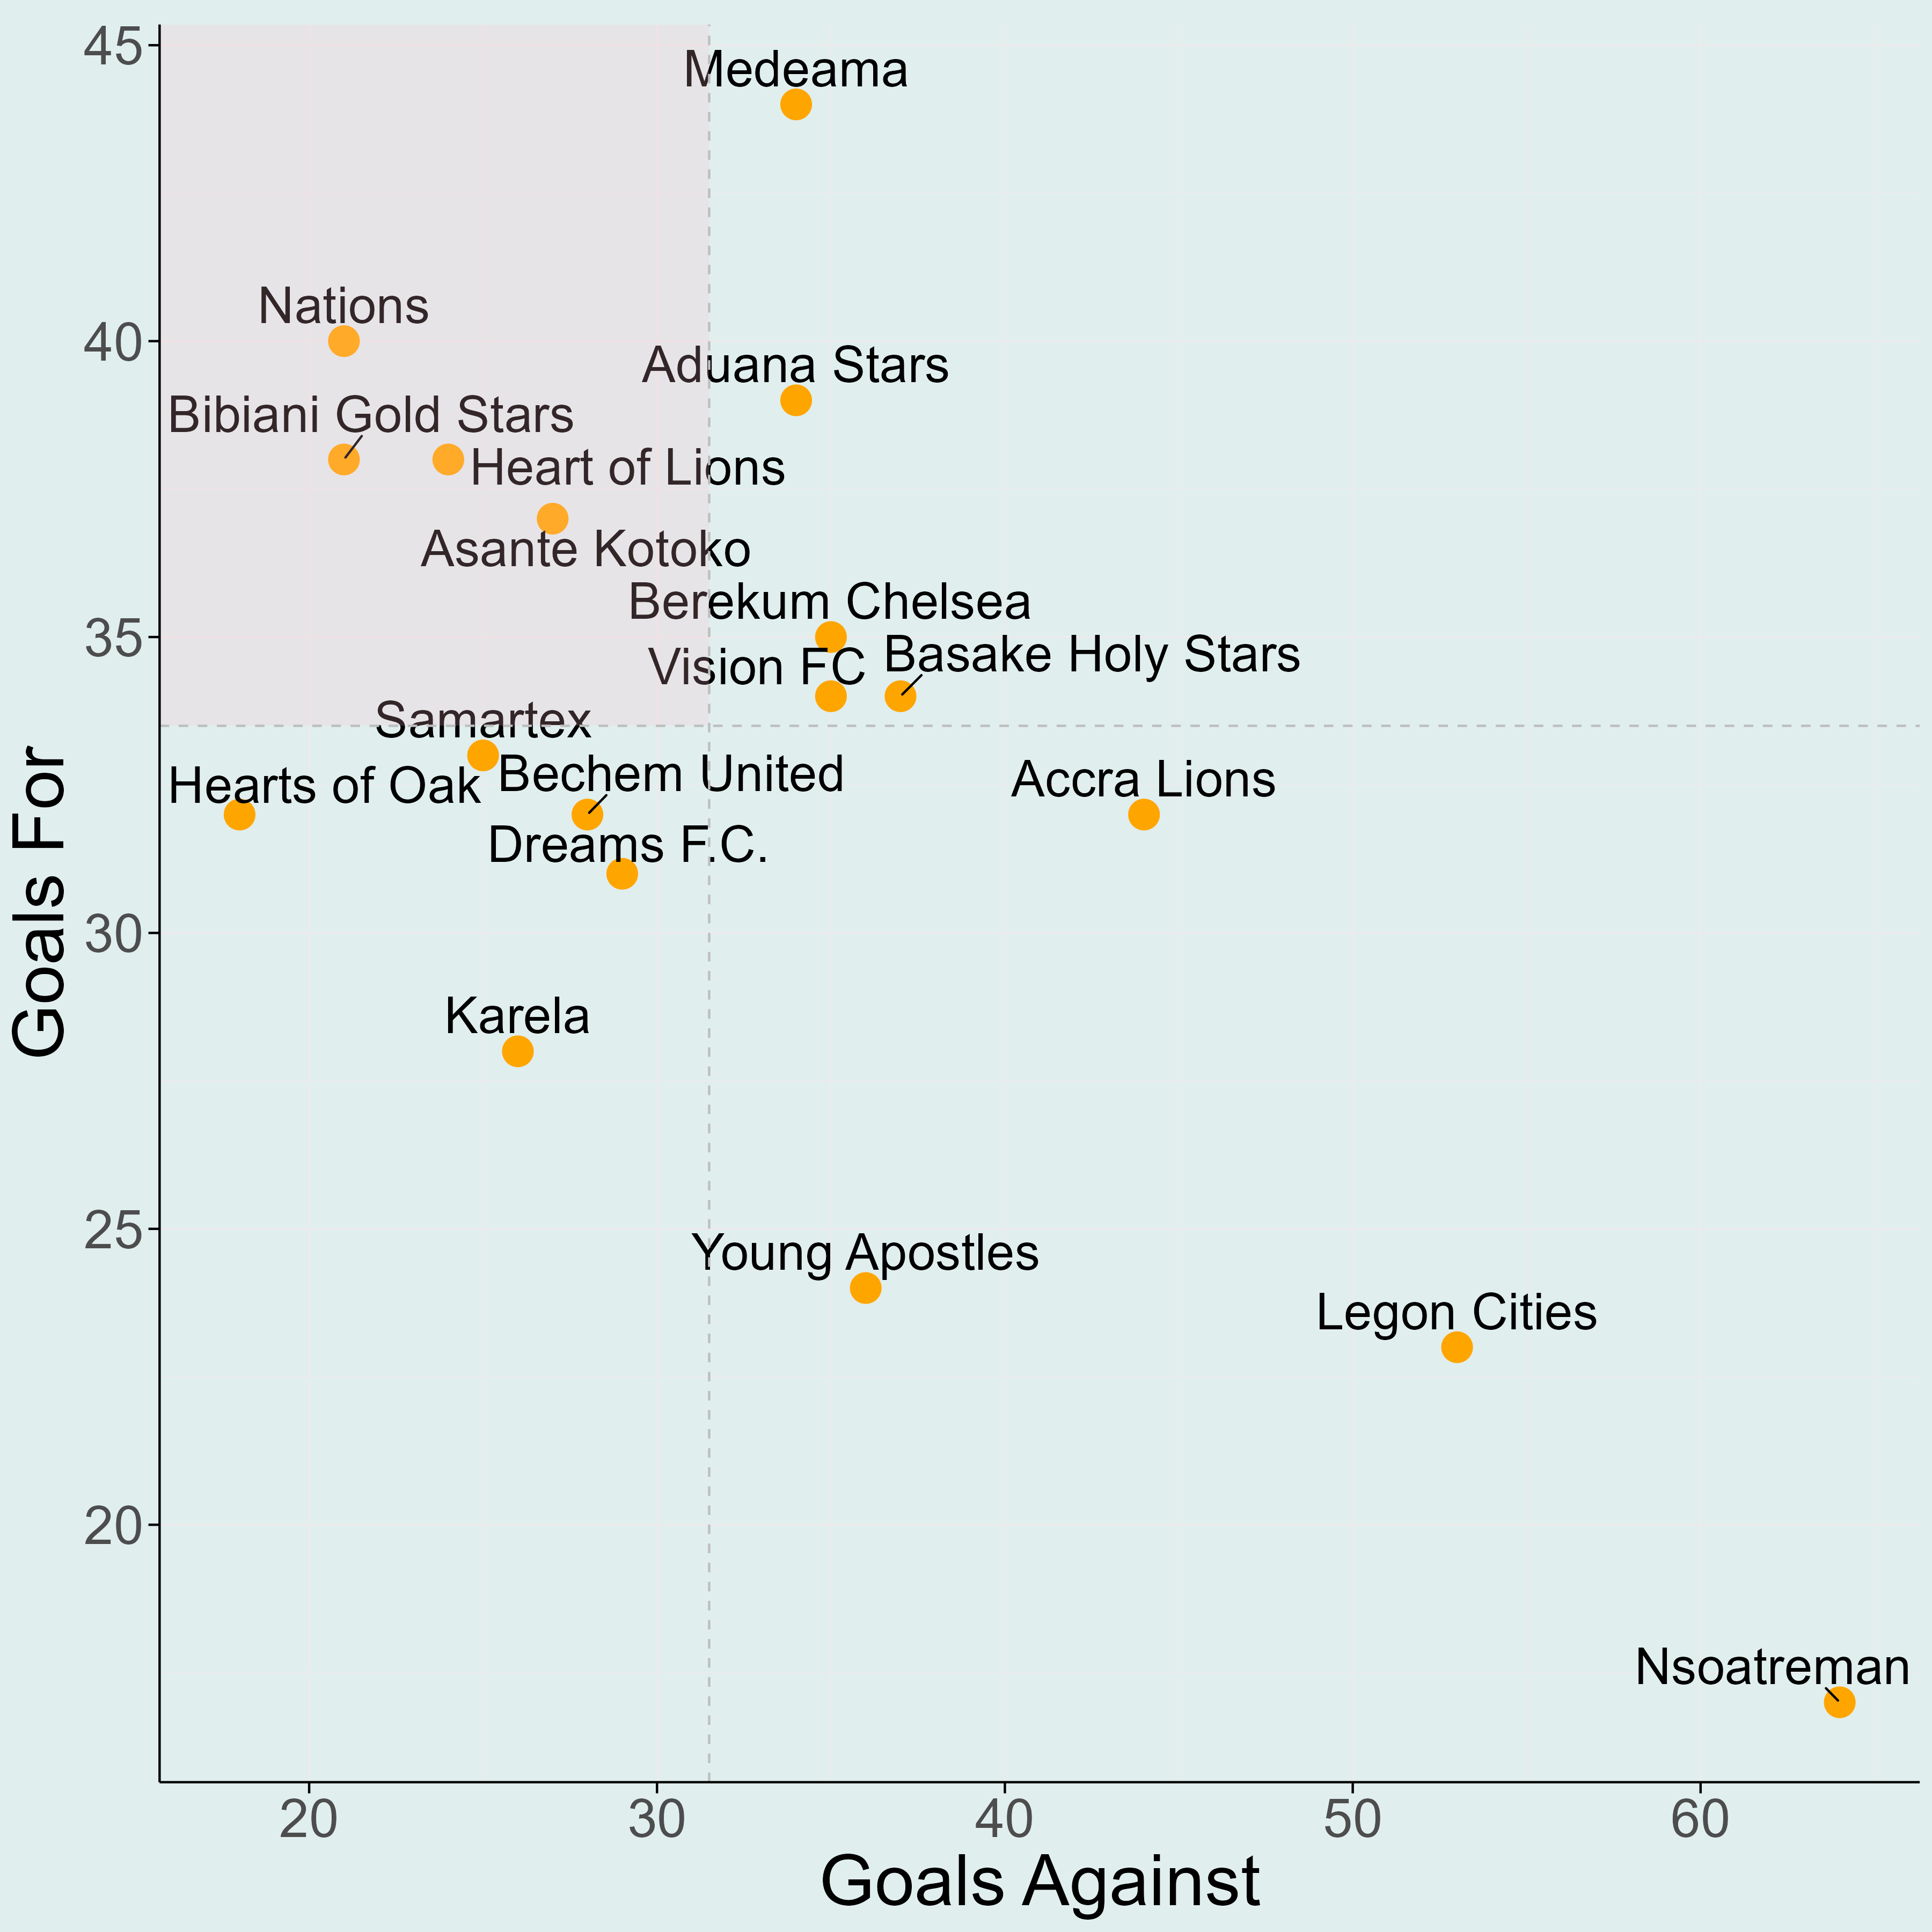 45
Medeama
Nations
40
Aduana Stars
Bibiani Gold Stars
Heart of Lions
Asante Kotoko
Berekum Chelsea
35
Basake Holy Stars
Vision FC
Samartex
Bechem United
Accra Lions
Hearts of Oak
Dreams F.C.
Goals For
30
Karela
25
Young Apostles
Legon Cities
20
Nsoatreman
20 30 40 50 60
Goals Against